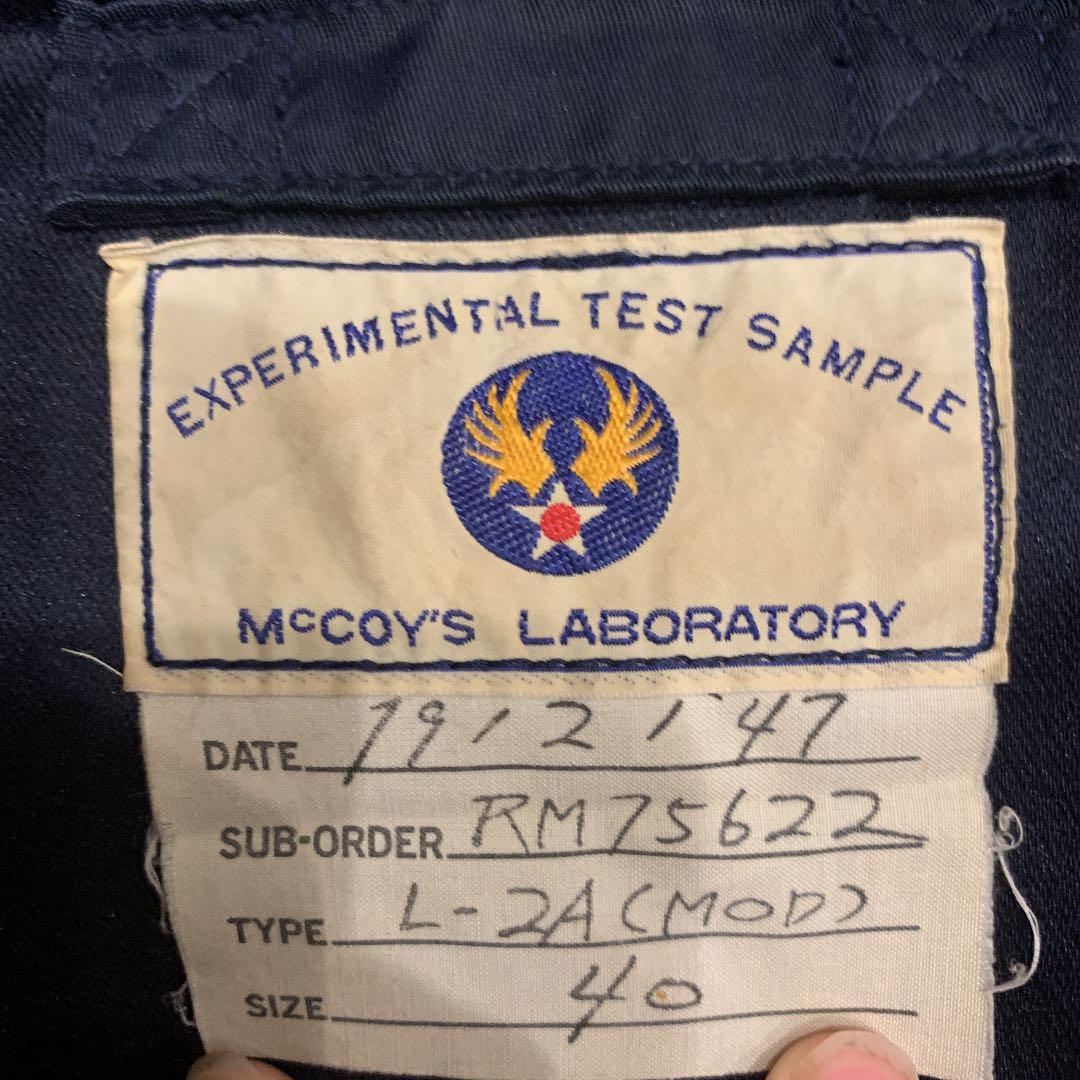 EXPERIMENTAL TEST SAMPLE
McCOY'S LABORATORY
DATE 19 / 2 / '47
SUB-ORDER RM75622
TYPE L-2A (MOD)
SIZE 40